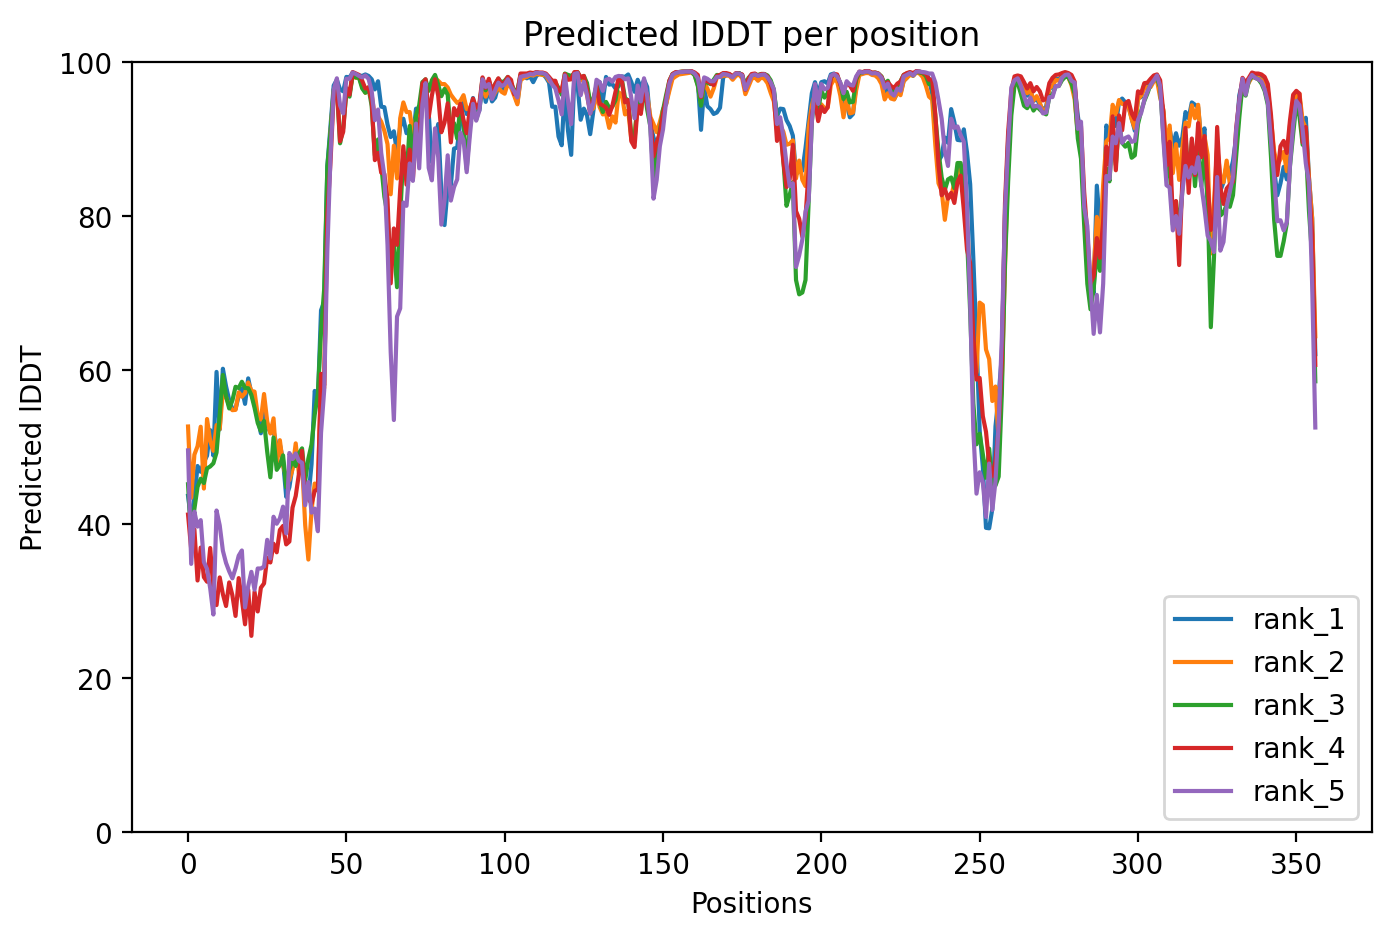 Predicted lDDT per position
Predicted lDDT
100
80
60
40
20
0
0 50 100 150 200 250 300 350
Positions
rank_1
rank_2
rank_3
rank_4
rank_5